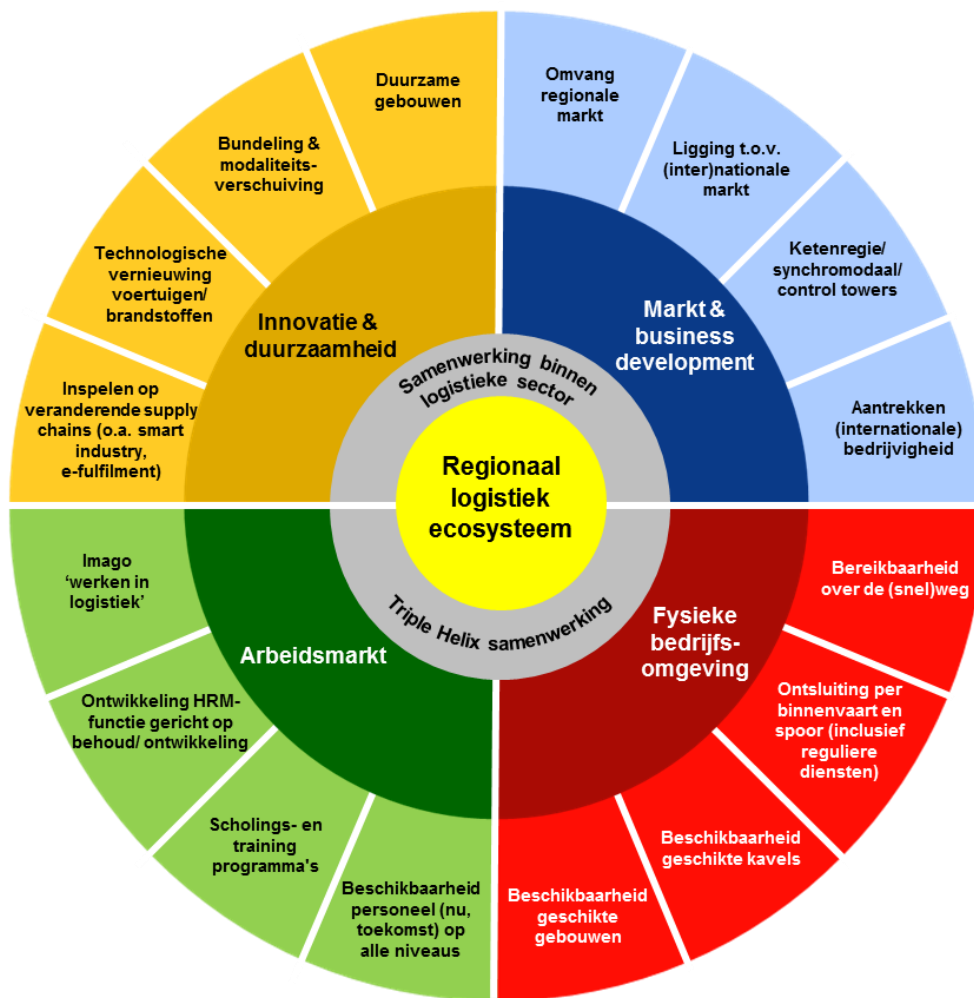 Duurzame
gebouwen
Bundeling &
modaliteits-
verschuiving
Technologische
vernieuwing
voertuigen/
brandstoffen
Inspelen op
veranderende supply
chains (o.a. smart
industry,
e-fulfilment)
Innovatie &
duurzaamheid
Omvang
regionale
markt
Ligging t.o.v.
(inter)nationale
markt
Ketenregie/
synchromodaal/
control towers
Aantrekken
(internationale)
bedrijvigheid
Markt &
business
development
Samenwerking binnen
logistieke sector
Regionaal
logistiek
ecosysteem
Triple Helix samenwerking
Imago
‘werken in
logistiek’
Ontwikkeling HRM-
functie gericht op
behoud/ ontwikkeling
Scholings- en
training
programma's
Beschikbaarheid
personeel (nu,
toekomst) op
alle niveaus
Arbeidsmarkt
Fysieke
bedrijfs-
omgeving
Bereikbaarheid
over de (snel)weg
Ontsluiting per
binnenvaart en
spoor (inclusief
reguliere
diensten)
Beschikbaarheid
geschikte kavels
Beschikbaarheid
geschikte
gebouwen